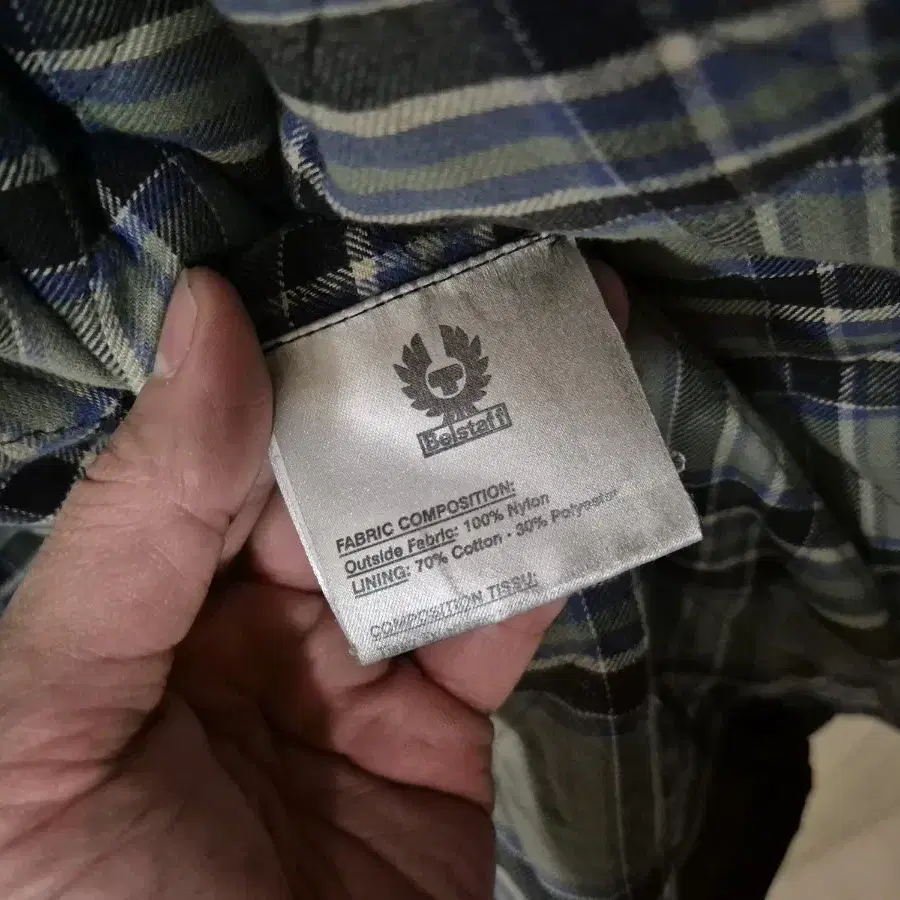 Belstaff
FABRIC COMPOSITION:
Outside Fabric: 100% Nylon
LINING: 70% Cotton - 30% Polyester
COMPOSITION TISSU: